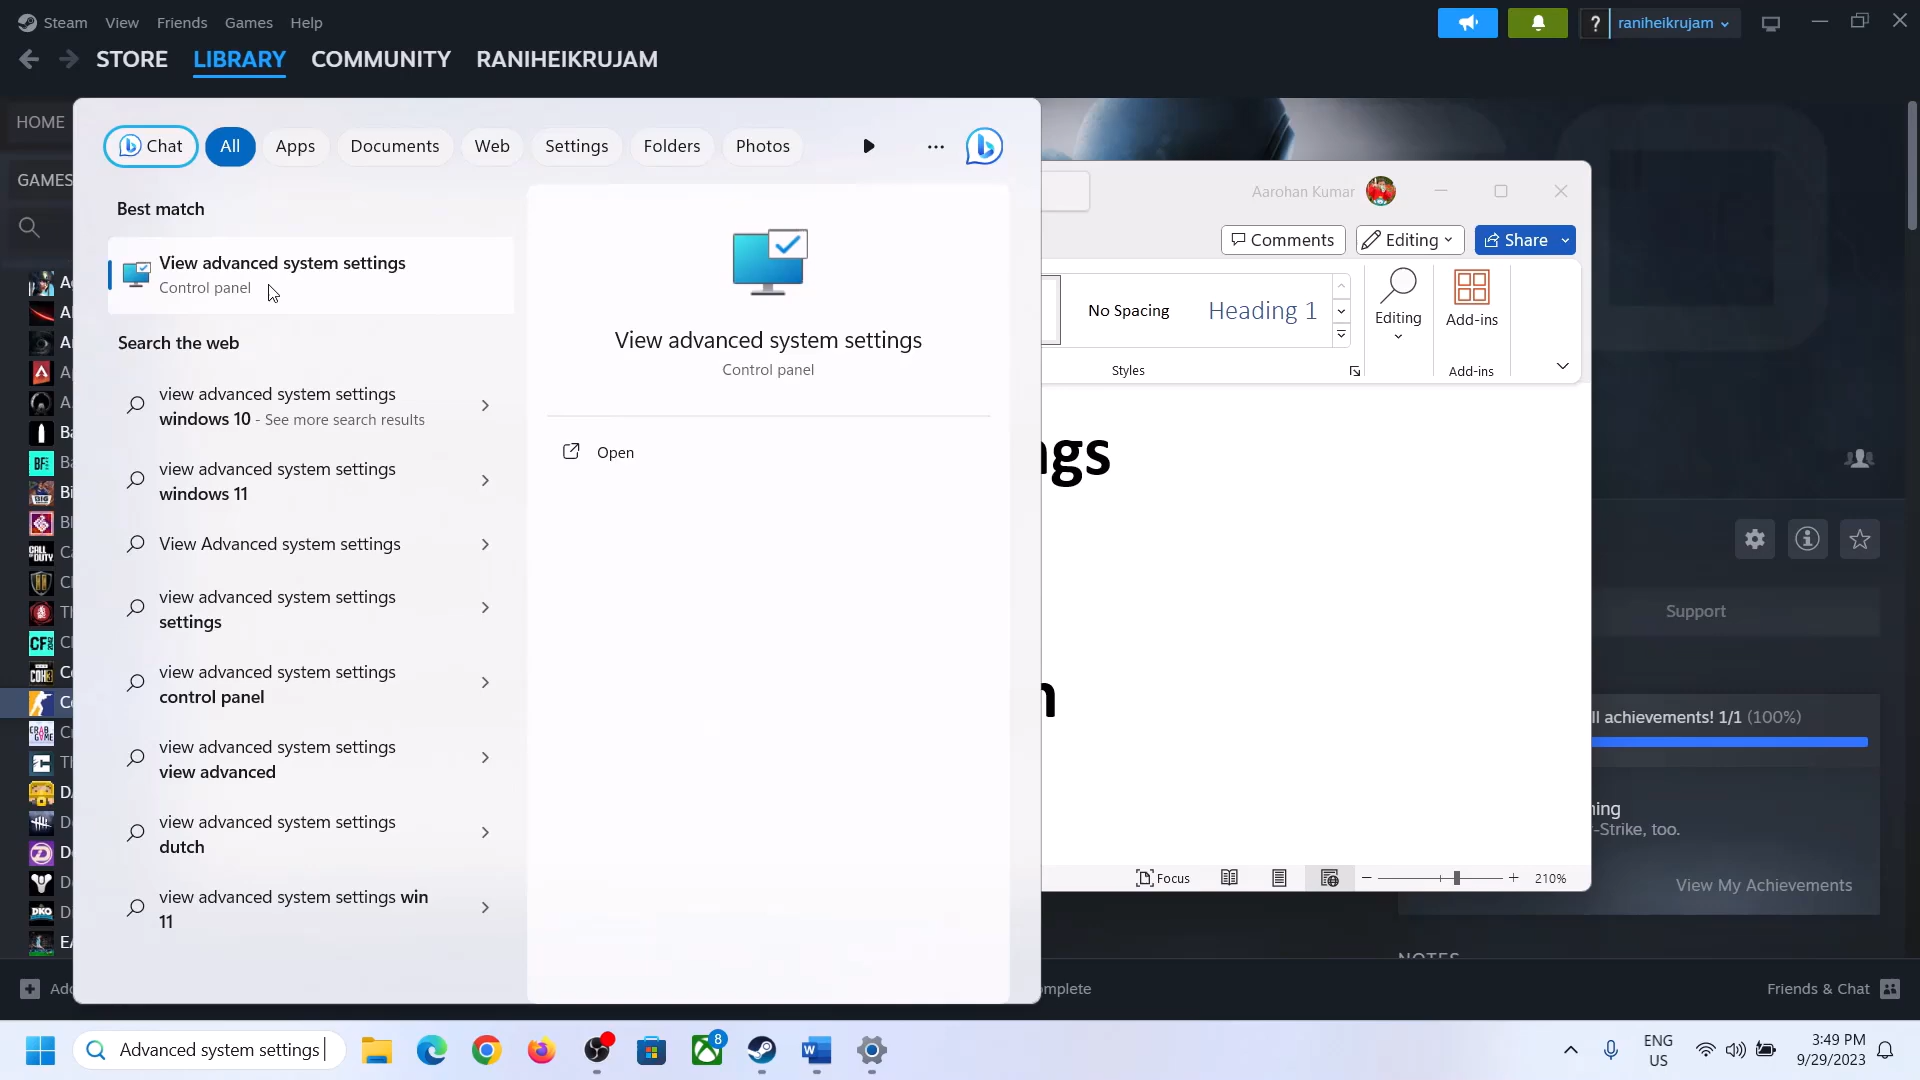 Steam View Friends Games Help
raniheikrujam
STORE LIBRARY COMMUNITY RANIHEIKRUJAM
HOME
GAMES
Chat All Apps Documents Web Settings Folders Photos
Best match
View advanced system settings
Control panel
Search the web
view advanced system settings
windows 10 - See more search results
view advanced system settings
windows 11
View Advanced system settings
view advanced system settings
settings
view advanced system settings
control panel
view advanced system settings
view advanced
view advanced system settings
dutch
view advanced system settings win
11
View advanced system settings
Control panel
Open
Aarohan Kumar
Comments Editing Share
No Spacing Heading 1
Editing
Add-ins
Styles
Add-ins
ngs
n
Focus
210%
Support
ll achievements! 1/1 (100%)
-Strike, too.
View My Achievements
NOTES
Friends & Chat
Advanced system settings
8
ENG
US
3:49 PM
9/29/2023